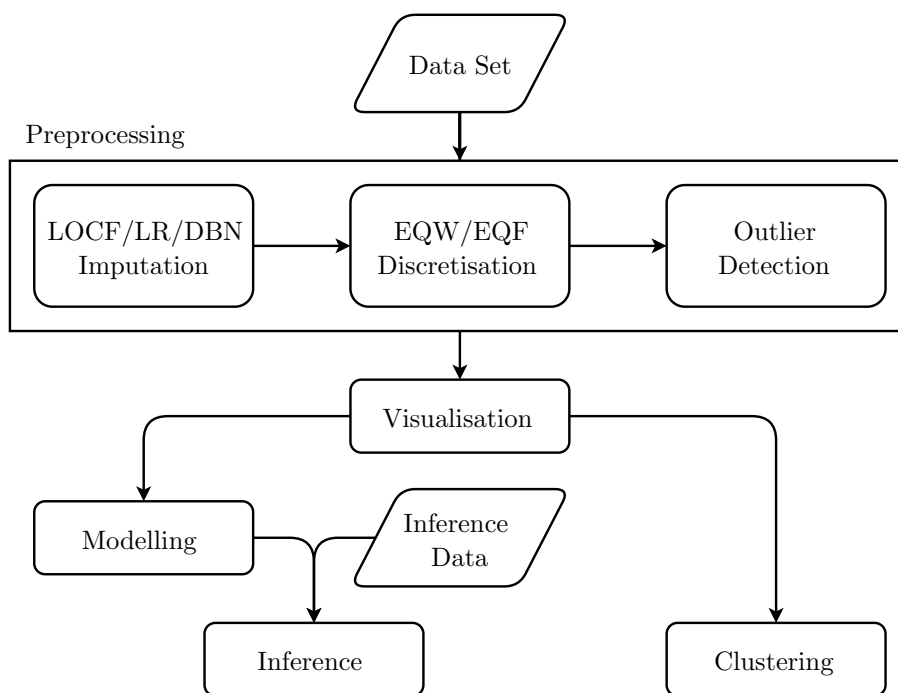 Data Set
Preprocessing
LOCF/LR/DBN
Imputation
EQW/EQF
Discretisation
Outlier
Detection
Visualisation
Modelling
Inference
Data
Inference
Clustering